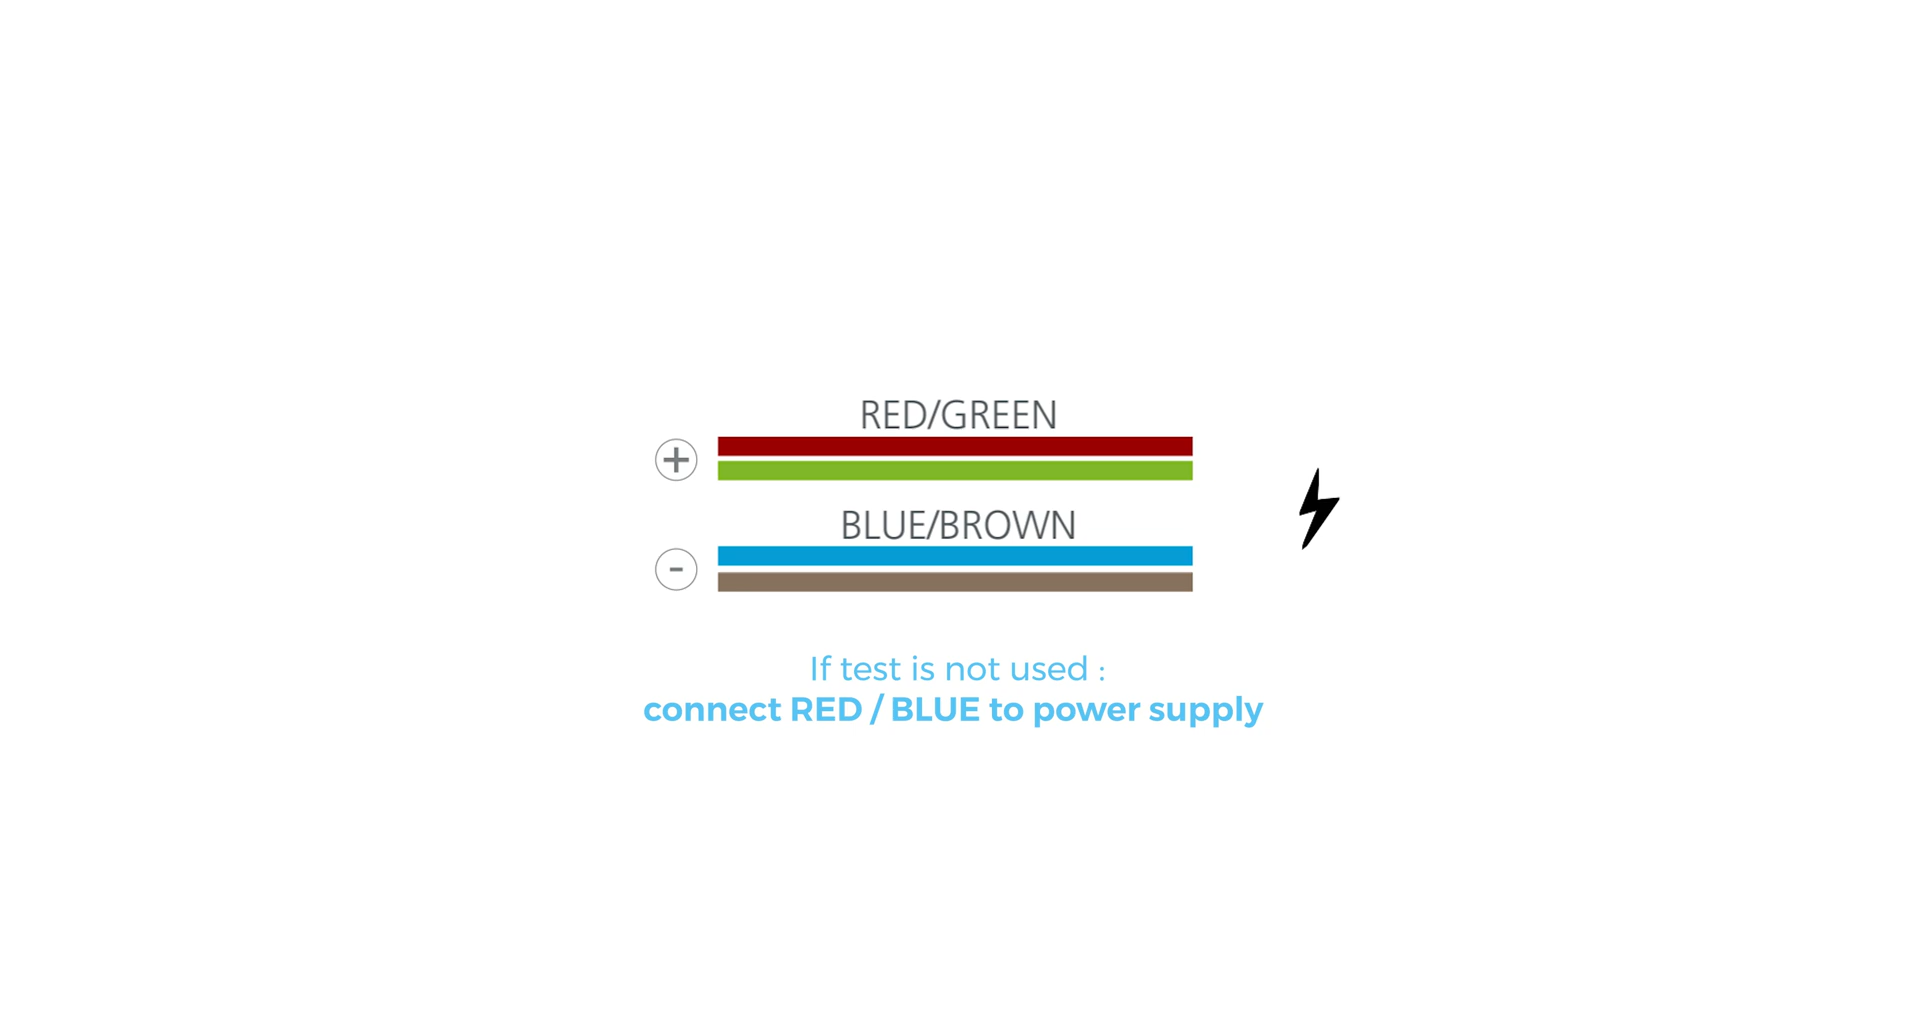 RED/GREEN
+
BLUE/BROWN
-
If test is not used :
connect RED / BLUE to power supply